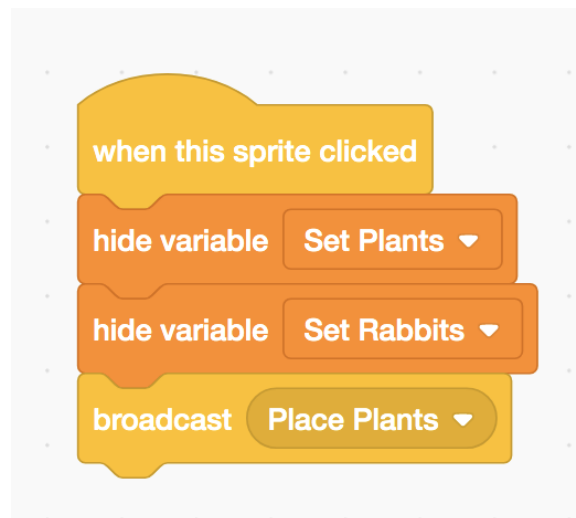 when this sprite clicked
hide variable Set Plants
hide variable Set Rabbits
broadcast Place Plants